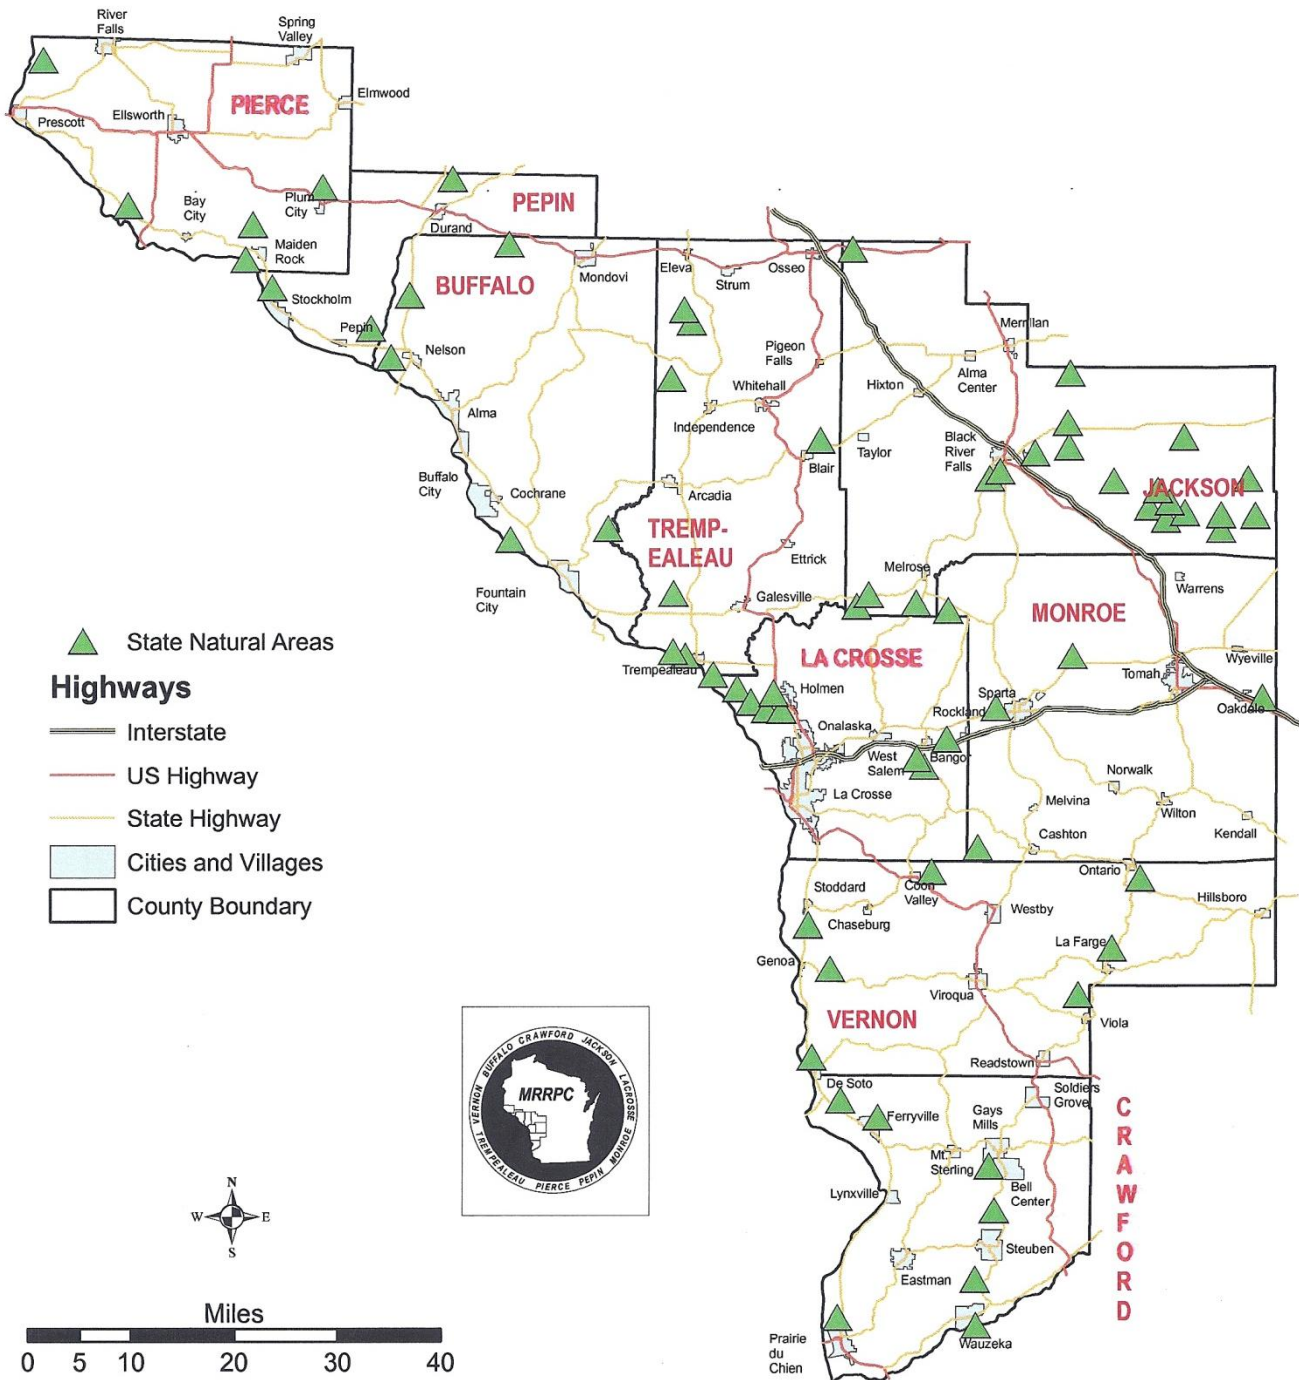 River
Falls
Spring
Valley
PIERCE
Elmwood
Prescott
Ellsworth
Bay
City
Plum
City
PEPIN
Durand
Maiden
Rock
BUFFALO
Mondovi
Eleva
Strum
Osseo
Stockholm
Pepin
Nelson
Merrillan
Pigeon
Falls
Alma
Center
Hixton
Whitehall
Independence
Alma
Black
River
Falls
Taylor
Blair
Buffalo
City
Cochrane
Arcadia
JACKSON
TREMP-
EALEAU
Ettrick
Melrose
Fountain
City
Galesville
Warrens
MONROE
LA CROSSE
Wyeville
Tomah
Trempealeau
Holmen
Sparta
Rockland
Oakdale
Onalaska
West
Salem
Bangor
La Crosse
Norwalk
Melvina
Wilton
Kendall
Cashton
Ontario
State Natural Areas
Highways
Interstate
US Highway
State Highway
Cities and Villages
County Boundary
Stoddard
Coon
Valley
Chaseburg
Westby
Hillsboro
La Farge
Genoa
Viroqua
VERNON
Viola
Readstown
De Soto
Soldiers
Grove
Ferryville
Gays
Mills
Mt.
Sterling
Lynxville
Bell
Center
CRAWFORD
Steuben
Eastman
Wauzeka
Prairie
du
Chien
VERNON BUFFALO CRAWFORD JACKSON LACROSSE
MRRPC
TREMPEALEAU PIERCE PEPIN MONROE
N
W E
S
Miles
0 5 10 20 30 40